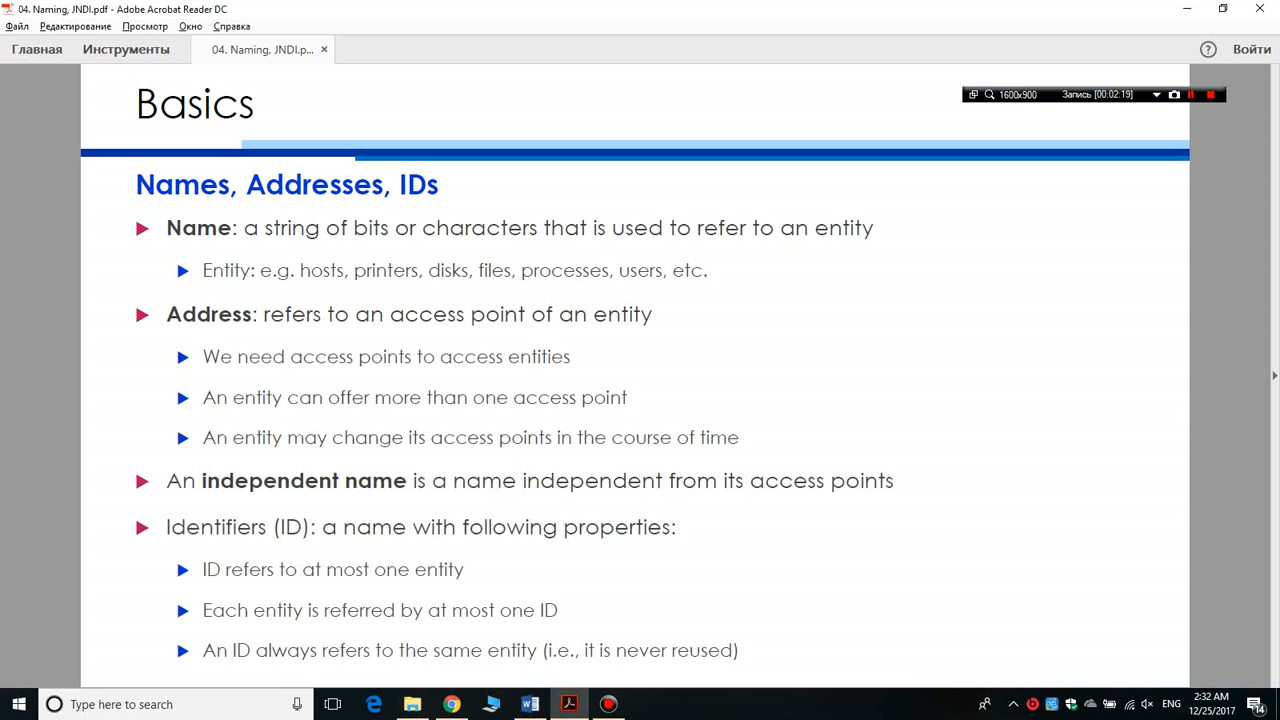 04. Naming, JNDI.pdf - Adobe Acrobat Reader DC
Файл Редактирование Просмотр Окно Справка
Главная Инструменты 04. Naming, JNDI.p... × ? Войти
Basics
1600x900 Запись [00:02:19]
Names, Addresses, IDs
Name: a string of bits or characters that is used to refer to an entity
Entity: e.g. hosts, printers, disks, files, processes, users, etc.
Address: refers to an access point of an entity
We need access points to access entities
An entity can offer more than one access point
An entity may change its access points in the course of time
An independent name is a name independent from its access points
Identifiers (ID): a name with following properties:
ID refers to at most one entity
Each entity is referred by at most one ID
An ID always refers to the same entity (i.e., it is never reused)
Type here to search
ENG
2:32 AM
12/25/2017
14